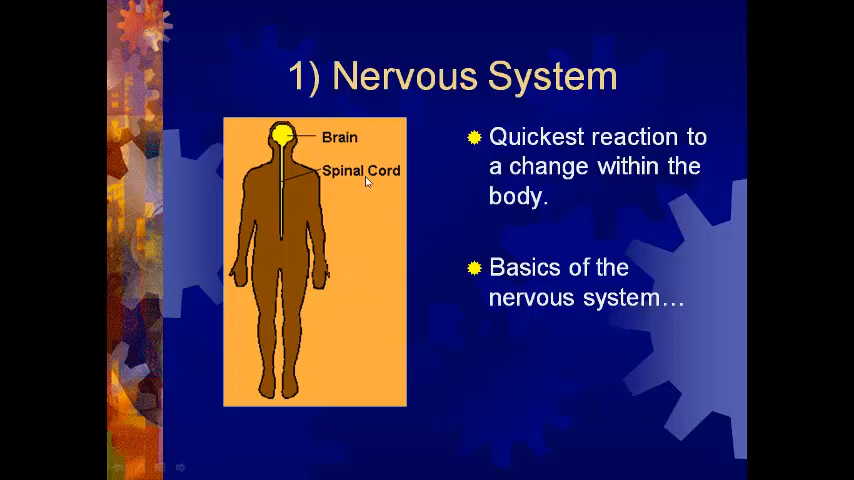 1) Nervous System
Brain
Spinal Cord
Quickest reaction to
a change within the
body.
Basics of the
nervous system…